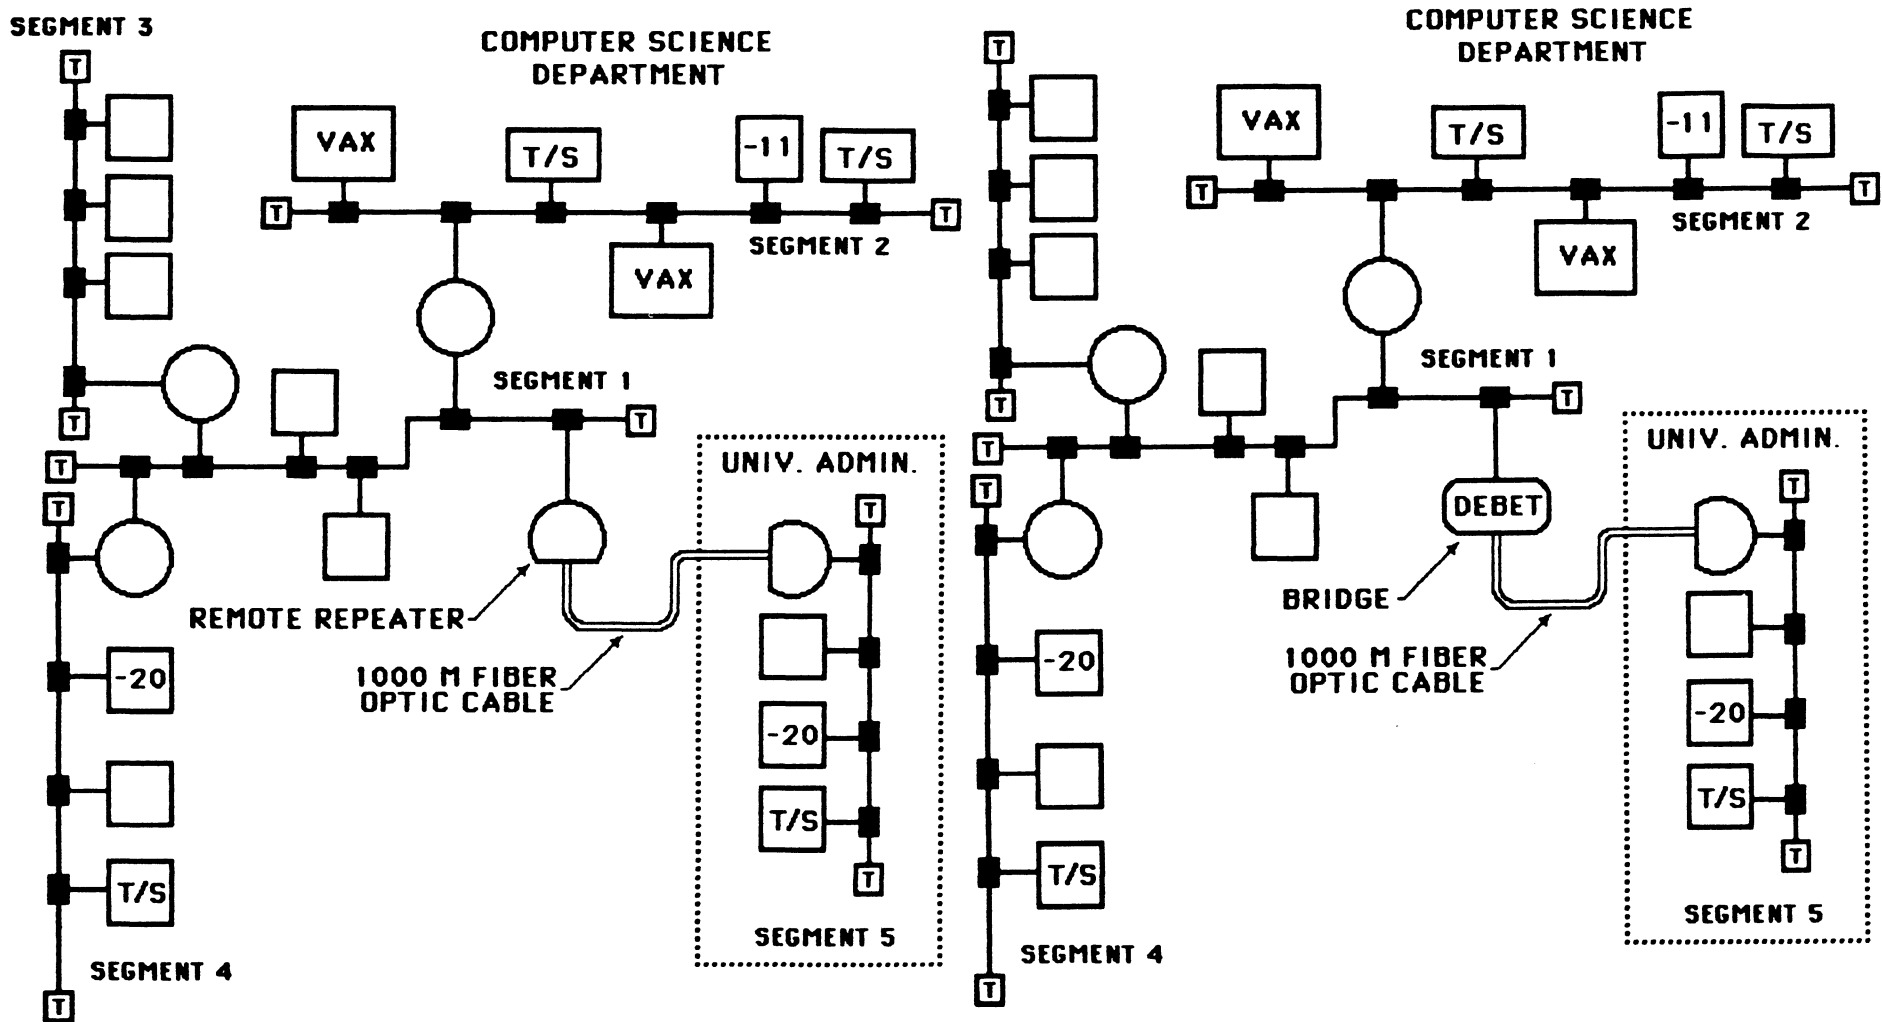 SEGMENT 3
T
COMPUTER SCIENCE
DEPARTMENT
VAX
T/S
-11
T/S
T
T
SEGMENT 2
VAX
SEGMENT 1
T
T
T
T
UNIV. ADMIN.
T
REMOTE REPEATER
1000 M FIBER
OPTIC CABLE
-20
-20
T/S
T/S
T
SEGMENT 5
SEGMENT 4
T
COMPUTER SCIENCE
DEPARTMENT
T
VAX
T/S
-11
T/S
T
T
SEGMENT 2
VAX
SEGMENT 1
T
T
T
T
UNIV. ADMIN.
T
DEBET
BRIDGE
1000 M FIBER
OPTIC CABLE
-20
-20
T/S
T/S
T
SEGMENT 5
SEGMENT 4
T